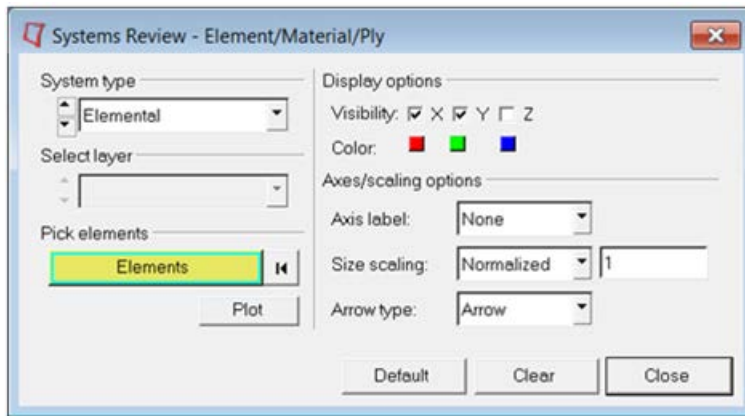 Systems Review - Element/Material/Ply
System type
Elemental
Select layer
Pick elements
Elements
Plot
Display options
Visibility: X Y Z
Color:
Axes/scaling options
Axis label: None
Size scaling: Normalized 1
Arrow type: Arrow
Default Clear Close